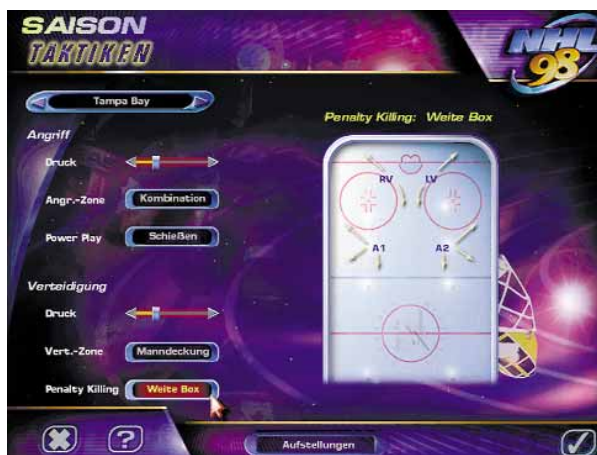 SAISON
TAKTIKEN
NHL
98
Tampa Bay
Penalty Killing: Weite Box
Angriff
Druck
Angr.-Zone Kombination
Power Play Schießen
Verteidigung
Druck
Vert.-Zone Manndeckung
Penalty Killing Weite Box
RV LV
A1 A2
?
Aufstellungen